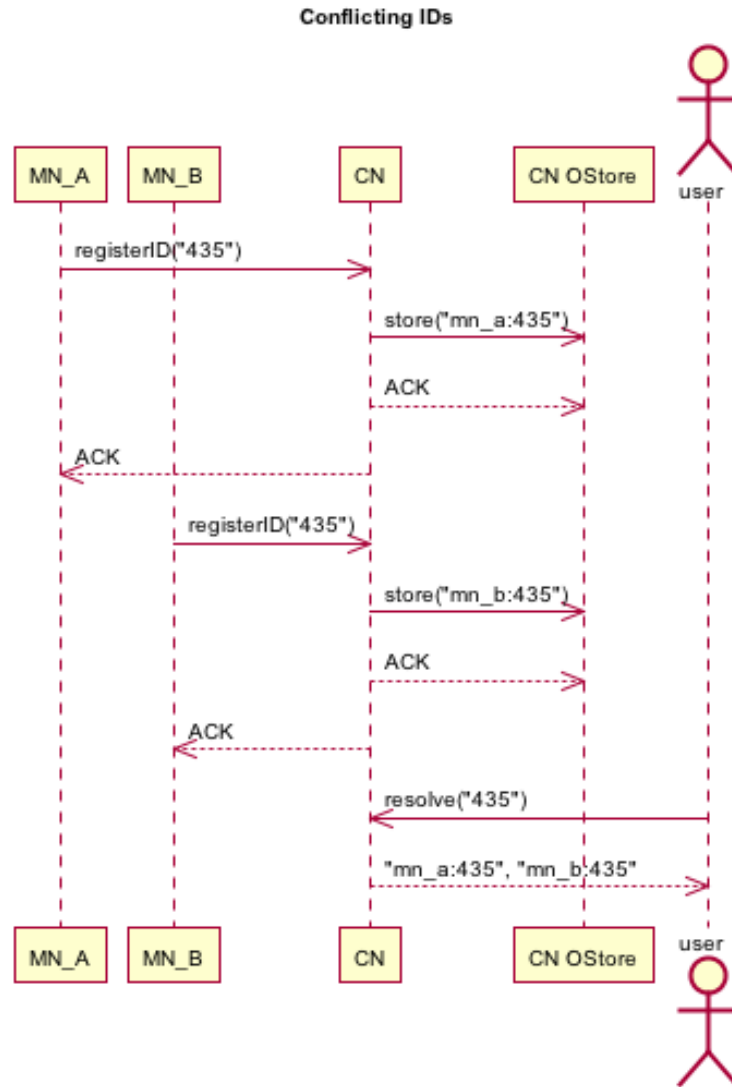 Conflicting IDs
user
MN_A MN_B CN CN OStore
registerID("435")
store("mn_a:435")
ACK
ACK
registerID("435")
store("mn_b:435")
ACK
ACK
resolve("435")
"mn_a:435", "mn_b:435"
MN_A MN_B CN CN OStore
user